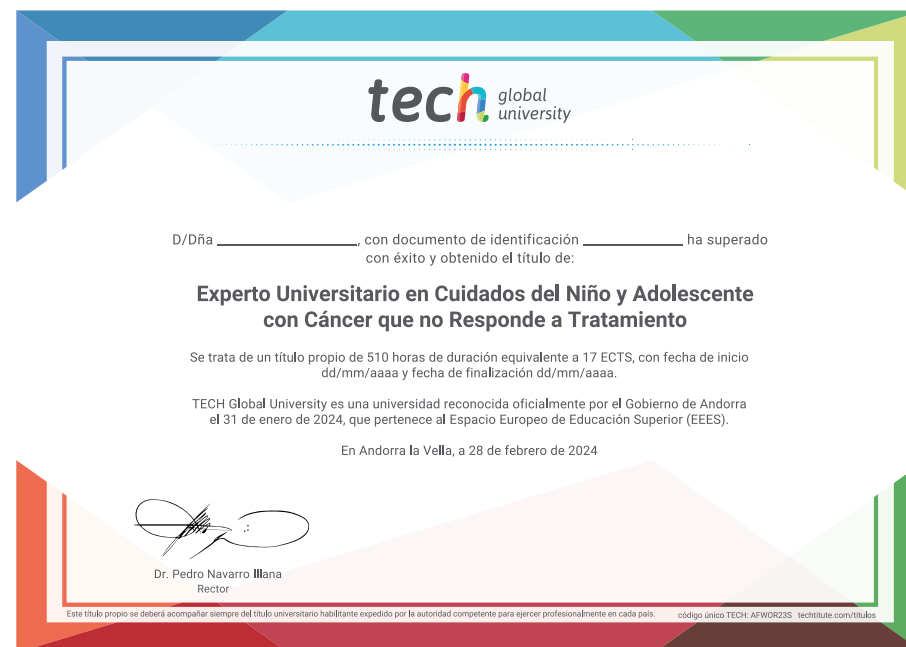 tech global university
D/Dña ____________________, con documento de identificación ______________ ha superado
con éxito y obtenido el título de:
Experto Universitario en Cuidados del Niño y Adolescente
con Cáncer que no Responde a Tratamiento
Se trata de un título propio de 510 horas de duración equivalente a 17 ECTS, con fecha de inicio
dd/mm/aaaa y fecha de finalización dd/mm/aaaa.
TECH Global University es una universidad reconocida oficialmente por el Gobierno de Andorra
el 31 de enero de 2024, que pertenece al Espacio Europeo de Educación Superior (EEES).
En Andorra la Vella, a 28 de febrero de 2024
Dr. Pedro Navarro Illana
Rector
Este título propio se deberá acompañar siempre del título universitario habilitante expedido por la autoridad competente para ejercer profesionalmente en cada país. código único TECH: AFWOR23S techtitute.com/titulos